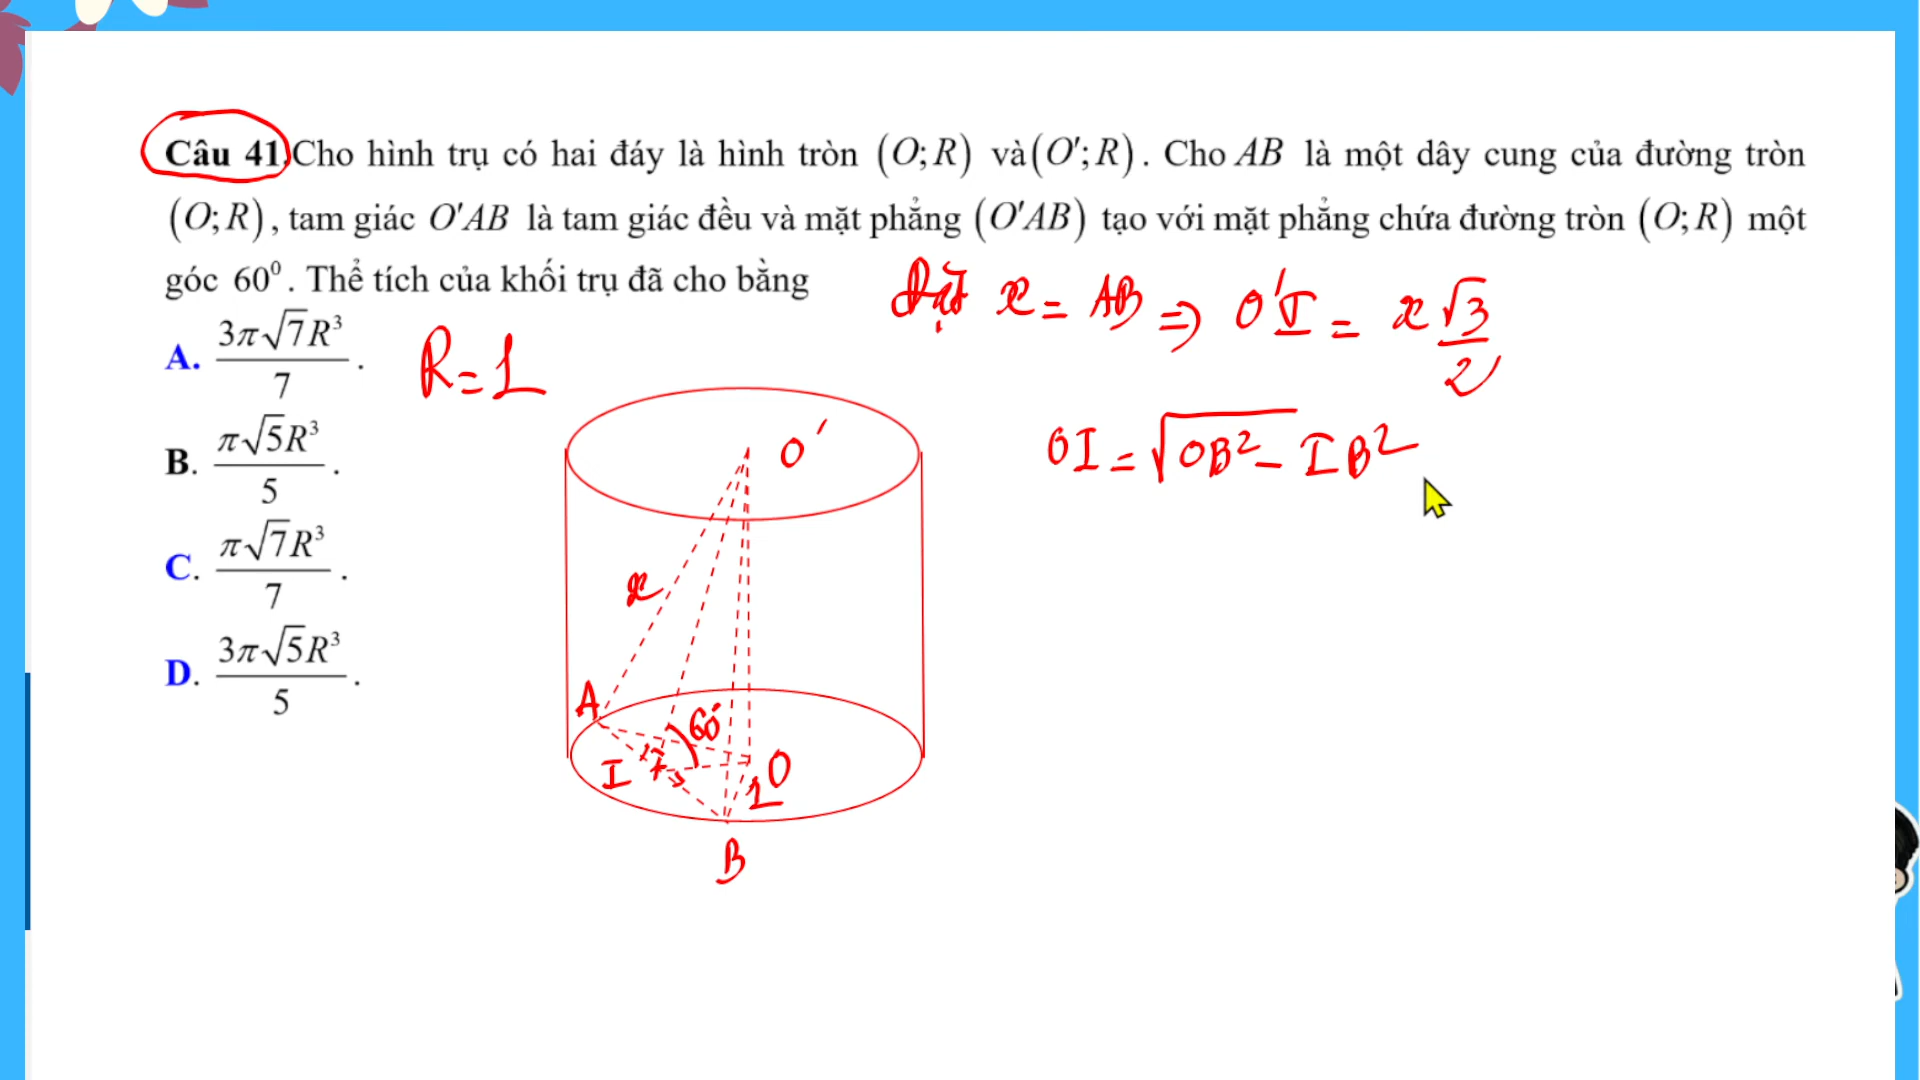 Câu 41. Cho hình trụ có hai đáy là hình tròn (O; R) và (O'; R). Cho AB là một dây cung của đường tròn
(O; R), tam giác O'AB là tam giác đều và mặt phẳng (O'AB) tạo với mặt phẳng chứa đường tròn (O; R) một
góc 60⁰. Thể tích của khối trụ đã cho bằng
Đặt x = AB => O'I = x√3/2
A. 3π√7R³/7.
R = 1
B. π√5R³/5.
OI = √OB² - IB²
C. π√7R³/7.
D. 3π√5R³/5.
O'
x
A
60°
I
O
1
B